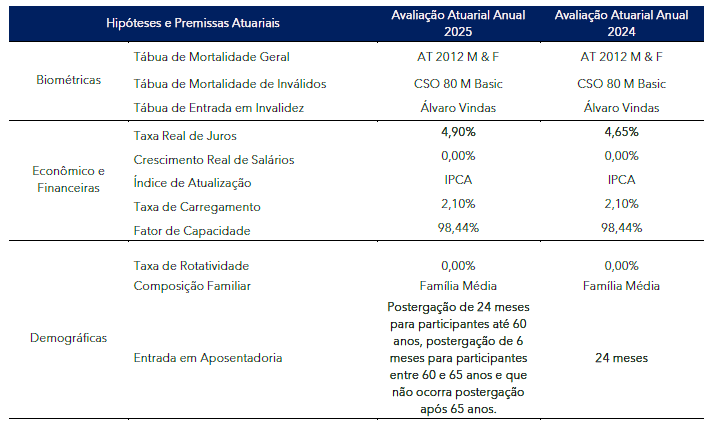 Hipóteses e Premissas Atuariais
Avaliação Atuarial Anual
2025
Avaliação Atuarial Anual
2024
Biométricas
Tábua de Mortalidade Geral
AT 2012 M & F
AT 2012 M & F
Tábua de Mortalidade de Inválidos
CSO 80 M Basic
CSO 80 M Basic
Tábua de Entrada em Invalidez
Álvaro Vindas
Álvaro Vindas
Econômico e
Financeiras
Taxa Real de Juros
4,90%
4,65%
Crescimento Real de Salários
0,00%
0,00%
Índice de Atualização
IPCA
IPCA
Taxa de Carregamento
2,10%
2,10%
Fator de Capacidade
98,44%
98,44%
Demográficas
Taxa de Rotatividade
0,00%
0,00%
Composição Familiar
Família Média
Família Média
Entrada em Aposentadoria
Postergação de 24 meses
para participantes até 60
anos, postergação de 6
meses para participantes
entre 60 e 65 anos e que
não ocorra postergação
após 65 anos.
24 meses